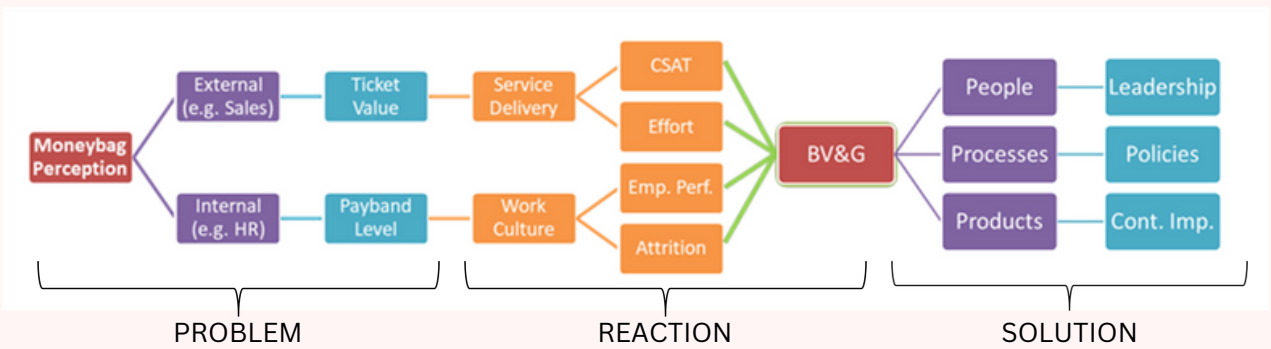 Moneybag
Perception
External
(e.g. Sales)
Ticket
Value
Service
Delivery
CSAT
Effort
Internal
(e.g. HR)
Payband
Level
Work
Culture
Emp. Perf.
Attrition
BV&G
People
Leadership
Processes
Policies
Products
Cont. Imp.
PROBLEM
REACTION
SOLUTION